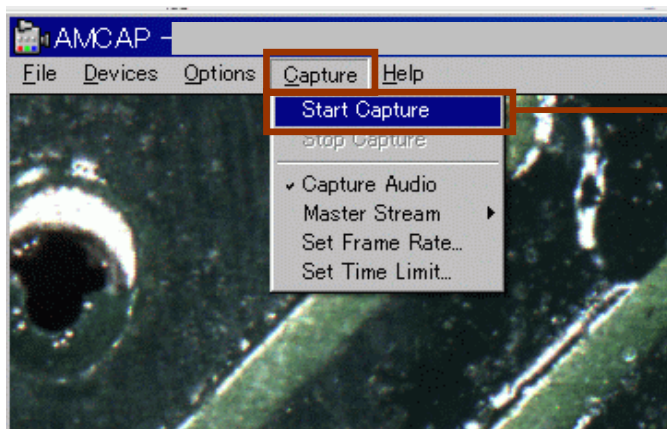 AMCAP -
File Devices Options Capture Help
Start Capture
Stop Capture
Capture Audio
Master Stream
Set Frame Rate...
Set Time Limit...